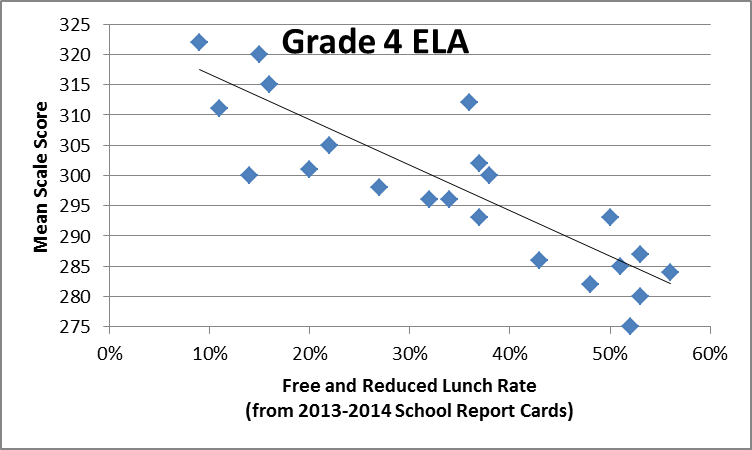 Grade 4 ELA
325
320
315
310
305
300
295
290
285
280
275
Mean Scale Score
0% 10% 20% 30% 40% 50% 60%
Free and Reduced Lunch Rate
(from 2013-2014 School Report Cards)